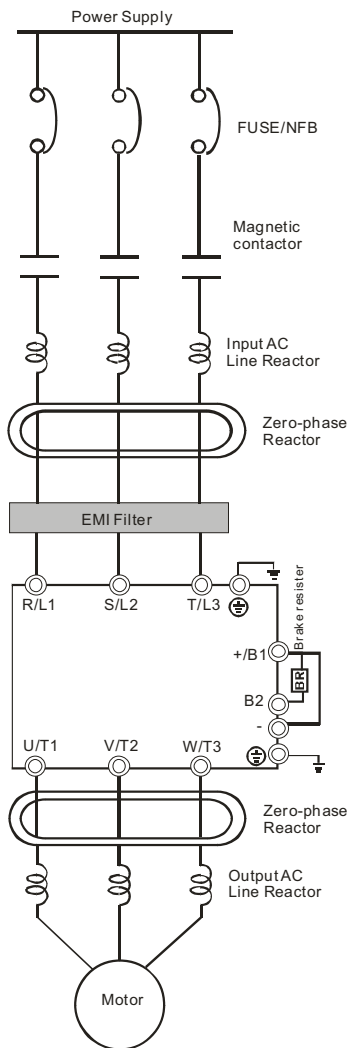 Power Supply
FUSE/NFB
Magnetic
contactor
Input AC
Line Reactor
Zero-phase
Reactor
EMI Filter
R/L1 S/L2 T/L3
Brake resister
+/B1
BR
B2
-
U/T1 V/T2 W/T3
Zero-phase
Reactor
Output AC
Line Reactor
Motor